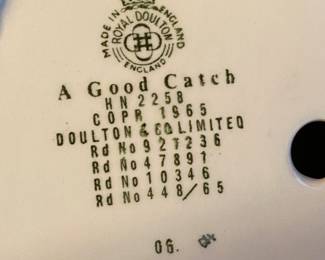 MADE IN ENGLAND
ROYAL DOULTON
ENGLAND
A Good Catch
HN 2258
COPR 1965
DOULTON & CO LIMITED
Rd No 927236
Rd No 47891
Rd No 10346
Rd No 448/65
06.